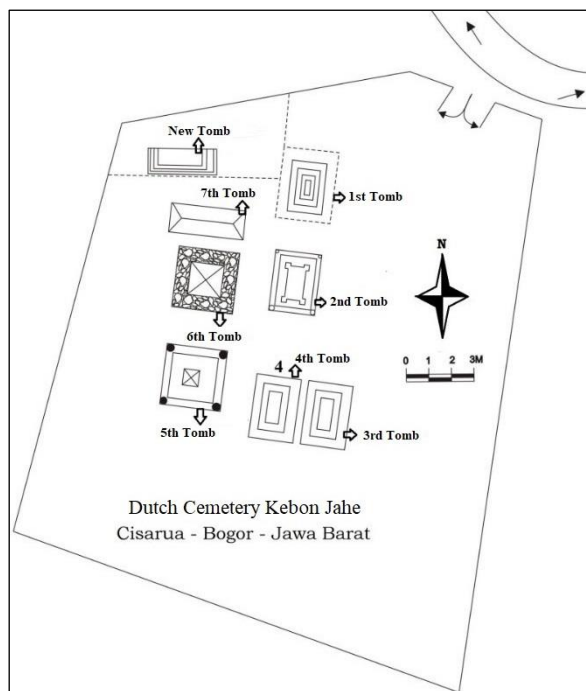 New Tomb
7th Tomb
1st Tomb
N
2nd Tomb
6th Tomb
4 4th Tomb
0 1 2 3M
5th Tomb
3rd Tomb
Dutch Cemetery Kebon Jahe
Cisarua - Bogor - Jawa Barat